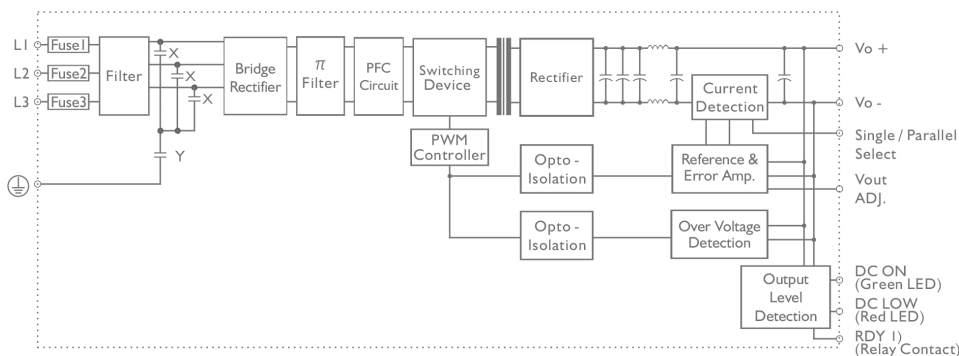 L1
Fuse1
L2
Fuse2
L3
Fuse3
Filter
X
X
X
Y
Bridge
Rectifier
π
Filter
PFC
Circuit
Switching
Device
Rectifier
Current
Detection
Vo +
Vo -
Single / Parallel
Select
PWM
Controller
Opto -
Isolation
Reference &
Error Amp.
Vout
ADJ.
Opto -
Isolation
Over Voltage
Detection
Output
Level
Detection
DC ON
(Green LED)
DC LOW
(Red LED)
RDY 1)
(Relay Contact)